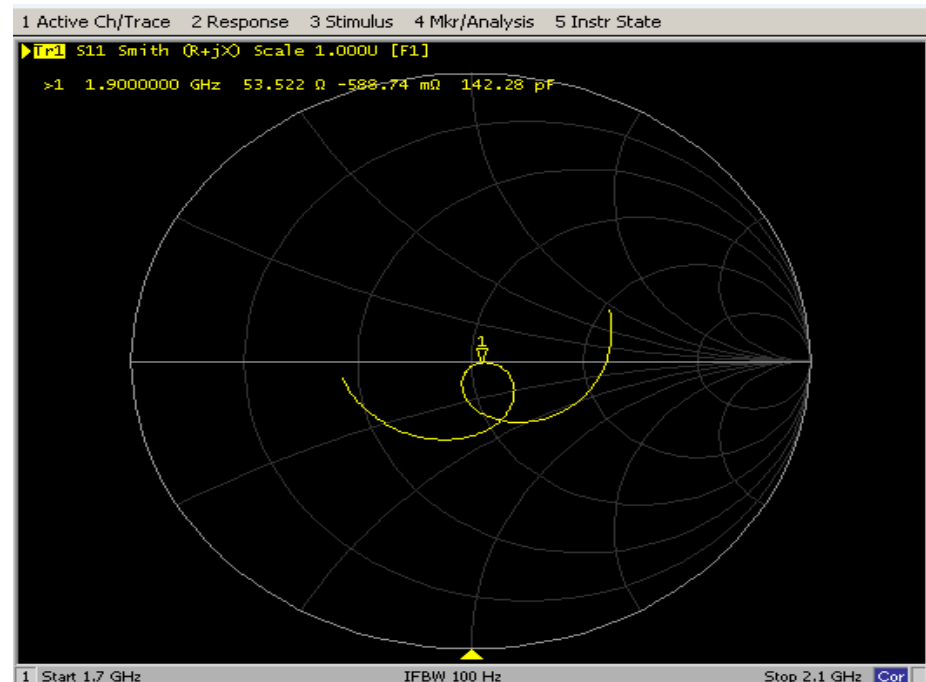 1 Active Ch/Trace 2 Response 3 Stimulus 4 Mkr/Analysis 5 Instr State
Tr1 S11 Smith (R+jX) Scale 1.000U [F1]
>1 1.9000000 GHz 53.522 Ω -588.74 mΩ 142.28 pF
1
1 Start 1.7 GHz IFBW 100 Hz Stop 2.1 GHz Cor